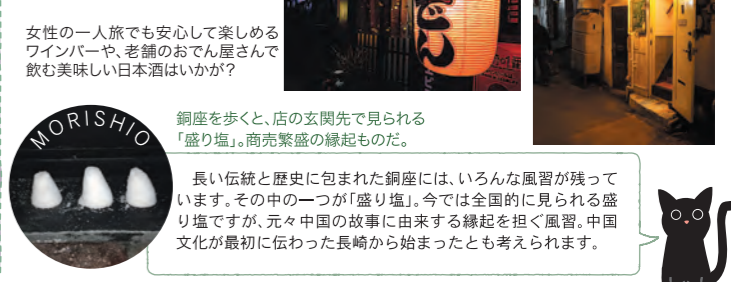 女性の一人旅でも安心して楽しめる
ワインバーや、老舗のおでん屋さんで
飲む美味しい日本酒はいかが？
でん
MORISHIO
銅座を歩くと、店の玄関先で見られる
「盛り塩」。商売繁盛の縁起ものだ。
長い伝統と歴史に包まれた銅座には、いろんな風習が残って
います。その中の一つが「盛り塩」。今では全国的に見られる盛
り塩ですが、元々中国の故事に由来する縁起を担ぐ風習。中国
文化が最初に伝わった長崎から始まったとも考えられます。